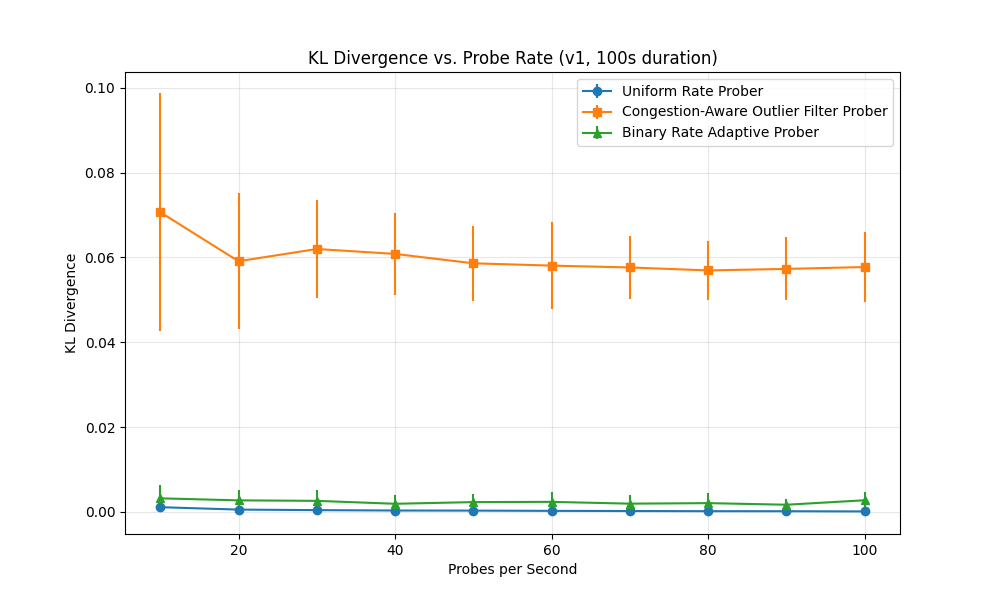 KL Divergence vs. Probe Rate (v1, 100s duration)
Uniform Rate Prober
Congestion-Aware Outlier Filter Prober
Binary Rate Adaptive Prober
KL Divergence
0.10
0.08
0.06
0.04
0.02
0.00
20
40
60
80
100
Probes per Second